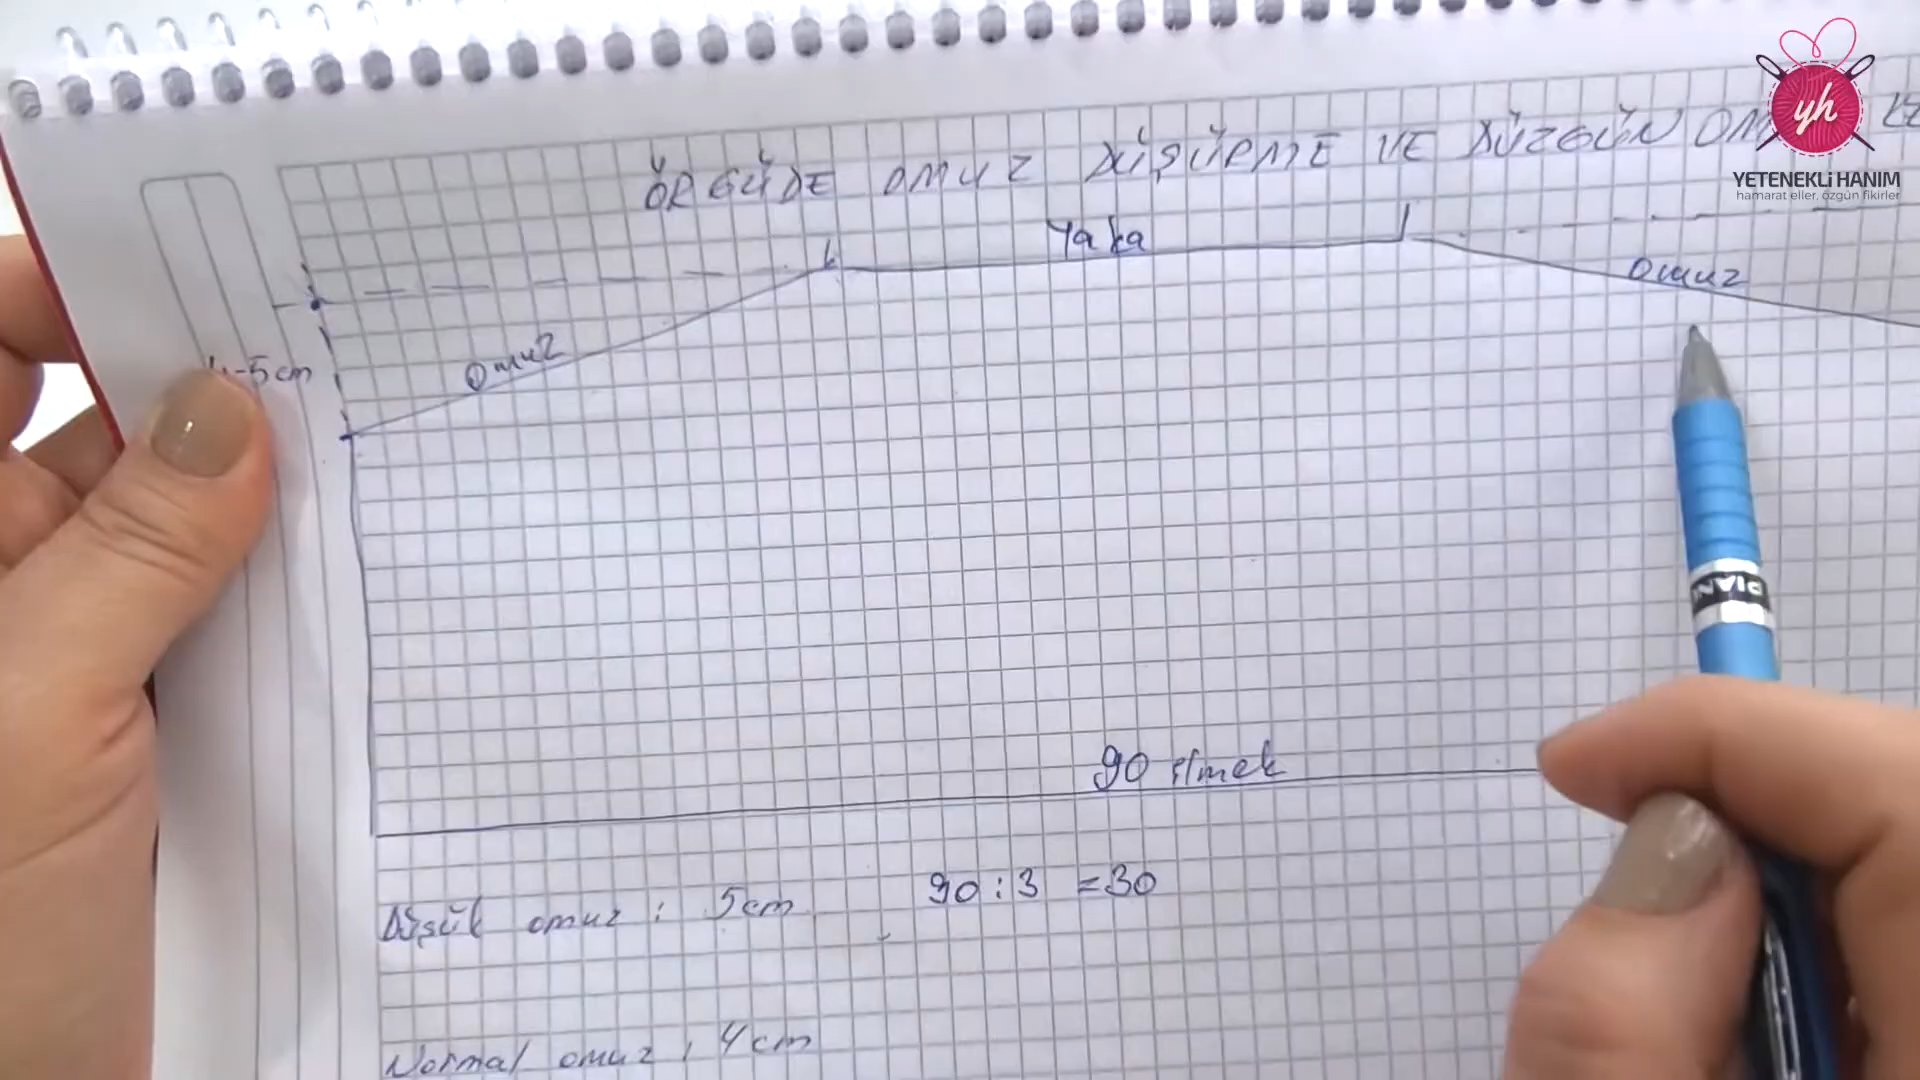 ÖRGÜDE OMUZ DÜŞÜRME VE DÜZGÜN
yh
YETENEKLİ HANIM
hamarat eller, özgün fikirler
Yaka
omuz
omuz
4-5cm
90 ilmek
Düşük omuz : 5cm
90 : 3 = 30
Normal omuz : 4cm